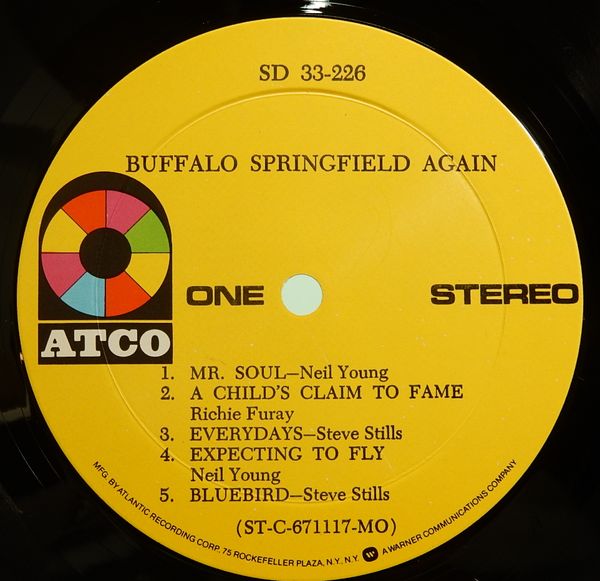 SD 33-226
BUFFALO SPRINGFIELD AGAIN
ATCO
ONE
STEREO
1. MR. SOUL—Neil Young
2. A CHILD'S CLAIM TO FAME
Richie Furay
3. EVERYDAYS—Steve Stills
4. EXPECTING TO FLY
Neil Young
5. BLUEBIRD—Steve Stills
(ST-C-671117-MO)
MFG. BY ATLANTIC RECORDING CORP. 75 ROCKEFELLER PLAZA, N.Y. N.Y. W A WARNER COMMUNICATIONS COMPANY